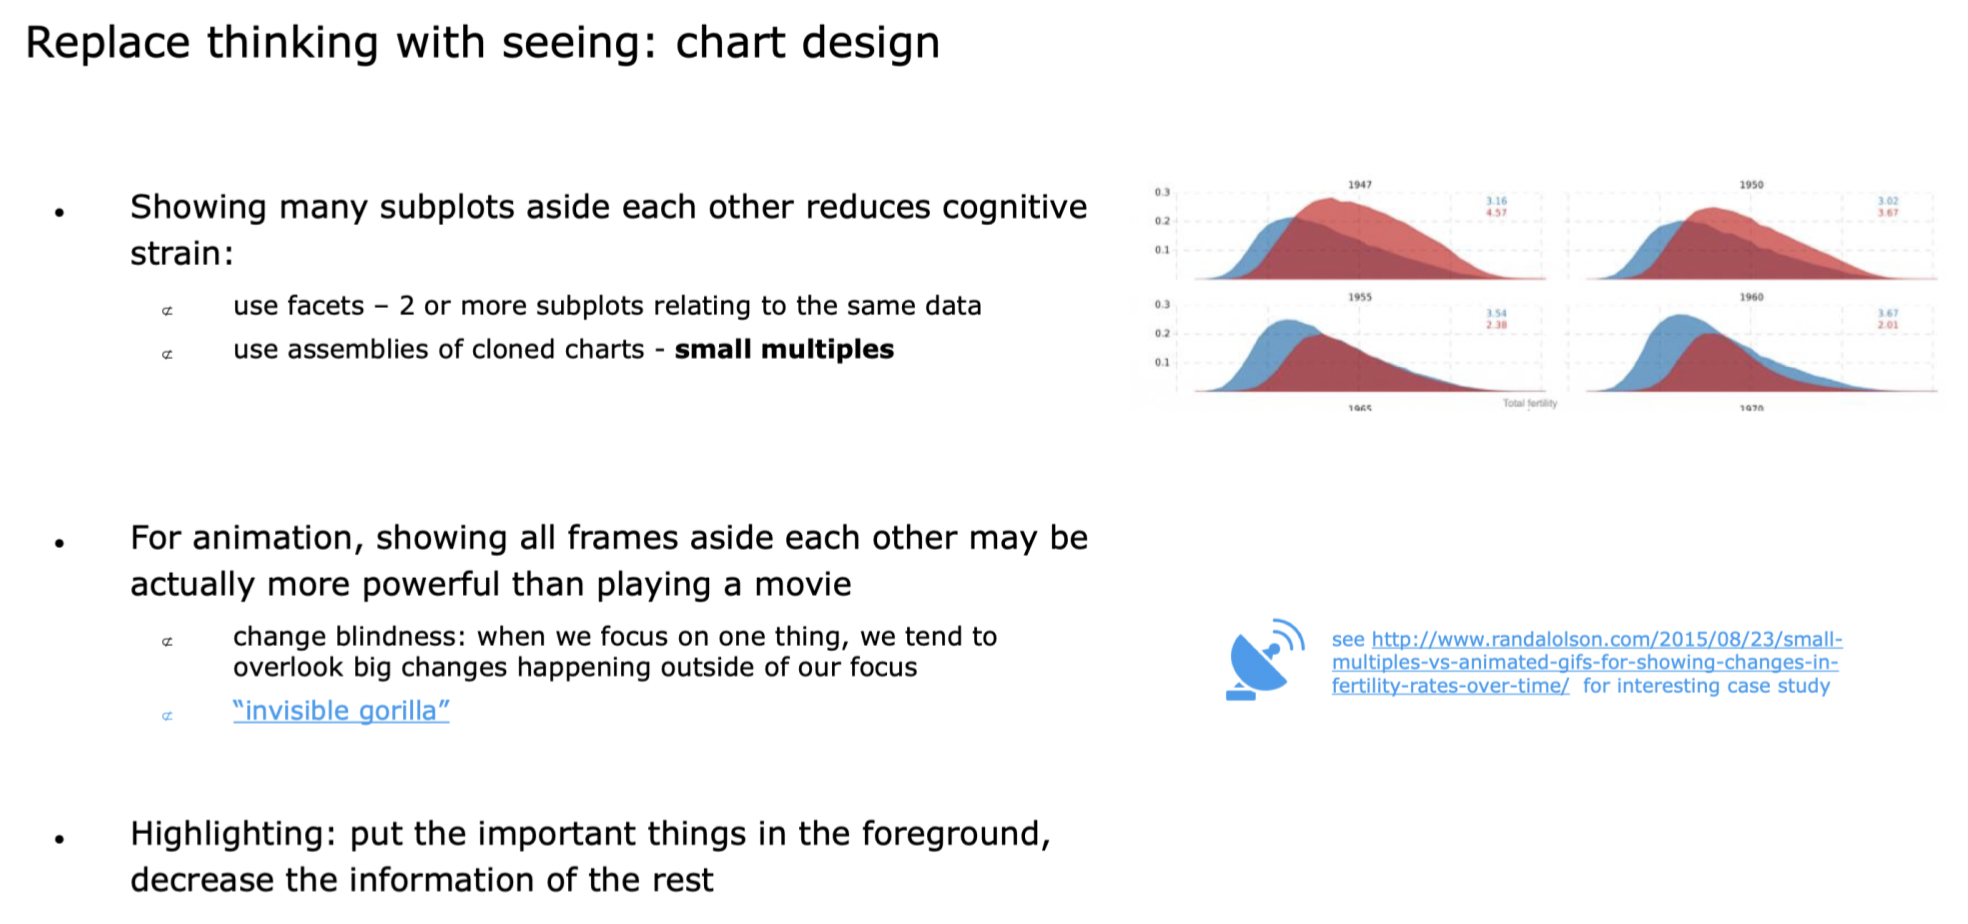 Replace thinking with seeing: chart design
• Showing many subplots aside each other reduces cognitive
strain:
⊄ use facets – 2 or more subplots relating to the same data
⊄ use assemblies of cloned charts - small multiples
1947
0.3
0.2
0.1
3.16
4.57
1950
3.02
3.67
1955
0.3
0.2
0.1
3.54
2.38
1960
3.67
2.01
1965
Total fertility
1970
• For animation, showing all frames aside each other may be
actually more powerful than playing a movie
⊄ change blindness: when we focus on one thing, we tend to
overlook big changes happening outside of our focus
⊄ “invisible gorilla”
see http://www.randalolson.com/2015/08/23/small-
multiples-vs-animated-gifs-for-showing-changes-in-
fertility-rates-over-time/ for interesting case study
• Highlighting: put the important things in the foreground,
decrease the information of the rest